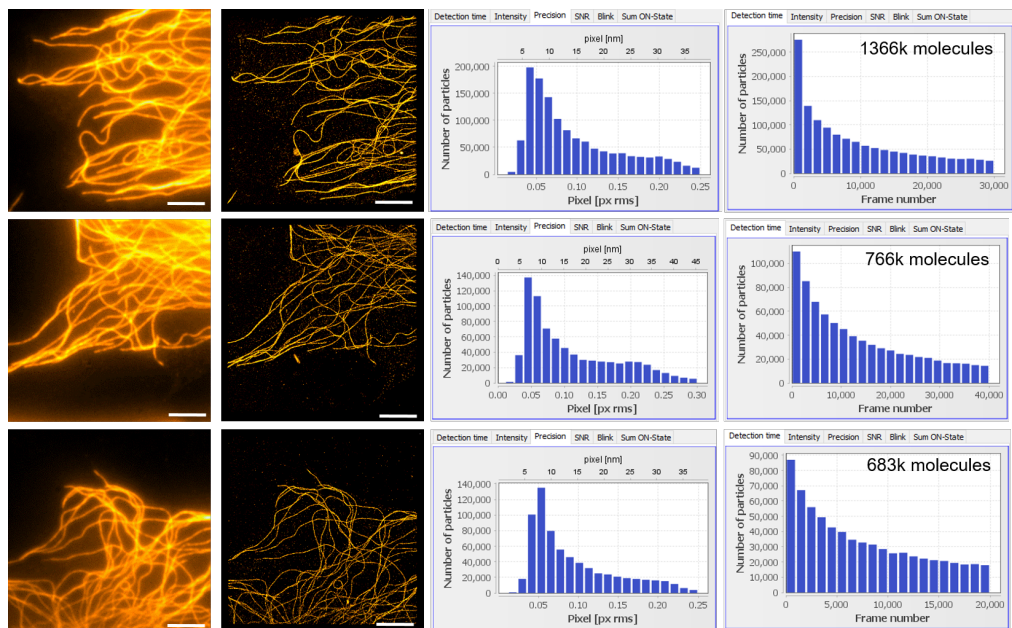 Detection time Intensity Precision SNR Blink Sum ON-State
pixel [nm]
5 10 15 20 25 30 35
Number of particles
200,000
150,000
100,000
50,000
0
0.05 0.10 0.15 0.20 0.25
Pixel [px rms]
Detection time Intensity Precision SNR Blink Sum ON-State
1366k molecules
Number of particles
250,000
200,000
150,000
100,000
50,000
0
0 10,000 20,000 30,000
Frame number
Detection time Intensity Precision SNR Blink Sum ON-State
pixel [nm]
0 5 10 15 20 25 30 35 40 45
Number of particles
140,000
120,000
100,000
80,000
60,000
40,000
20,000
0
0.00 0.05 0.10 0.15 0.20 0.25 0.30
Pixel [px rms]
Detection time Intensity Precision SNR Blink Sum ON-State
766k molecules
Number of particles
100,000
80,000
60,000
40,000
20,000
0
0 10,000 20,000 30,000 40,000
Frame number
Detection time Intensity Precision SNR Blink Sum ON-State
pixel [nm]
5 10 15 20 25 30 35
Number of particles
140,000
120,000
100,000
80,000
60,000
40,000
20,000
0
0.05 0.10 0.15 0.20 0.25
Pixel [px rms]
Detection time Intensity Precision SNR Blink Sum ON-State
683k molecules
Number of particles
90,000
80,000
70,000
60,000
50,000
40,000
30,000
20,000
10,000
0
0 5,000 10,000 15,000 20,000
Frame number